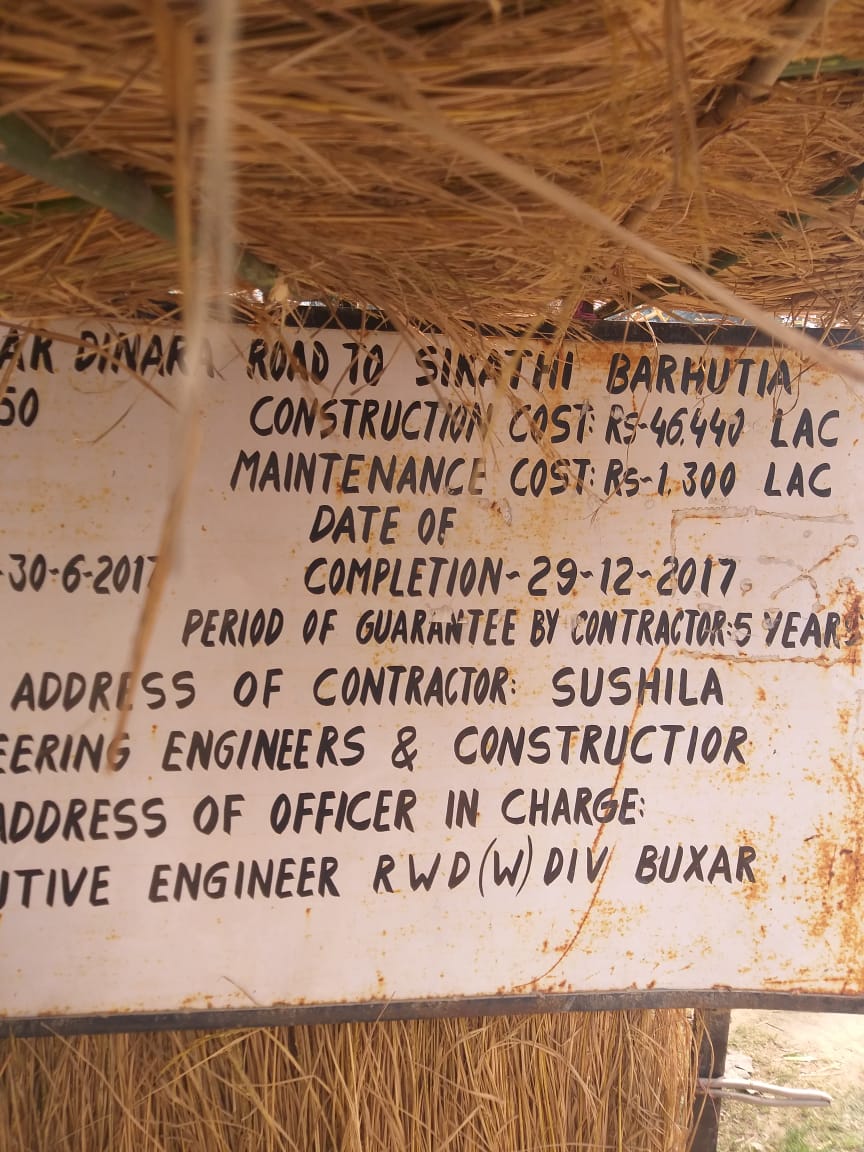 AK DINARA ROAD TO SIKATHI BARHUTIA
50 CONSTRUCTION COST: Rs-46.440 LAC
MAINTENANCE COST: Rs-1.300 LAC
DATE OF
-30-6-2017 COMPLETION-29-12-2017
PERIOD OF GUARANTEE BY CONTRACTOR:5 YEARS
ADDRESS OF CONTRACTOR: SUSHILA
EERING ENGINEERS & CONSTRUCTIOR
ADDRESS OF OFFICER IN CHARGE:
UTIVE ENGINEER RWD(W) DIV BUXAR